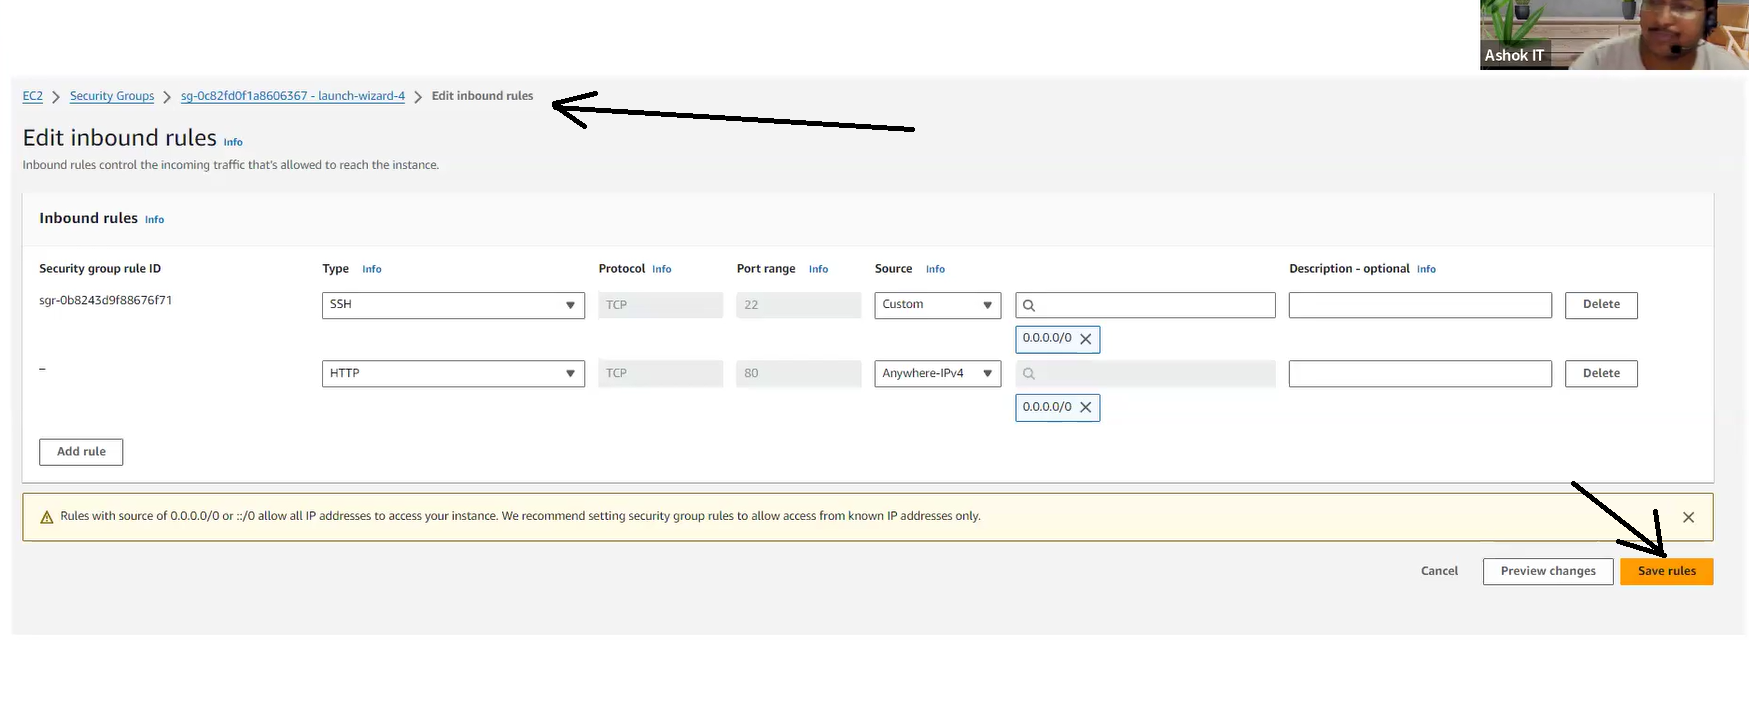 Ashok IT
EC2 > Security Groups > sg-0c82fd0f1a8606367 - launch-wizard-4 > Edit inbound rules
Edit inbound rules Info
Inbound rules control the incoming traffic that's allowed to reach the instance.
Inbound rules Info
Security group rule ID Type Info Protocol Info Port range Info Source Info Description - optional Info
sgr-0b8243d9f88676f71 SSH TCP 22 Custom Delete
0.0.0.0/0
– HTTP TCP 80 Anywhere-IPv4 Delete
0.0.0.0/0
Add rule
Rules with source of 0.0.0.0/0 or ::/0 allow all IP addresses to access your instance. We recommend setting security group rules to allow access from known IP addresses only.
Cancel Preview changes Save rules